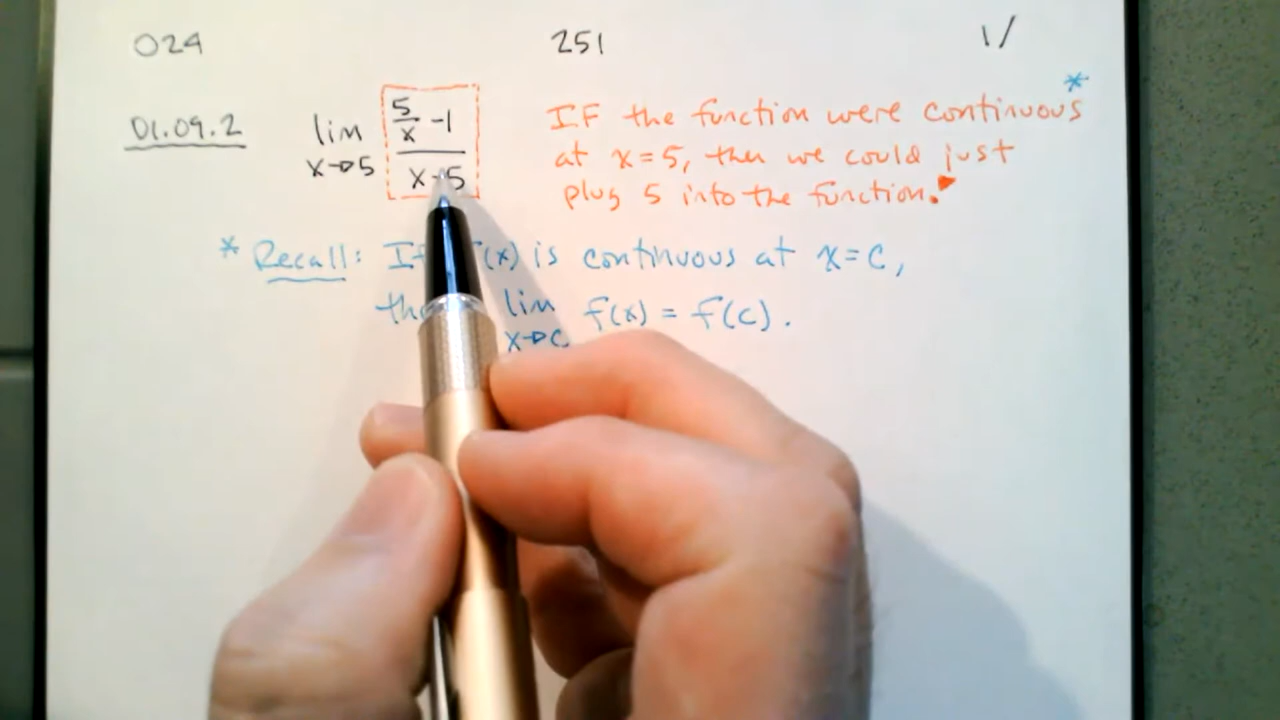 024 251 1/
01.09.2 lim x→5 (5/x - 1)/(x-5)
IF the function were continuous*
at x=5, then we could just
plug 5 into the function.
* Recall: If f(x) is continuous at x=c,
lim x→c f(x) = f(c).